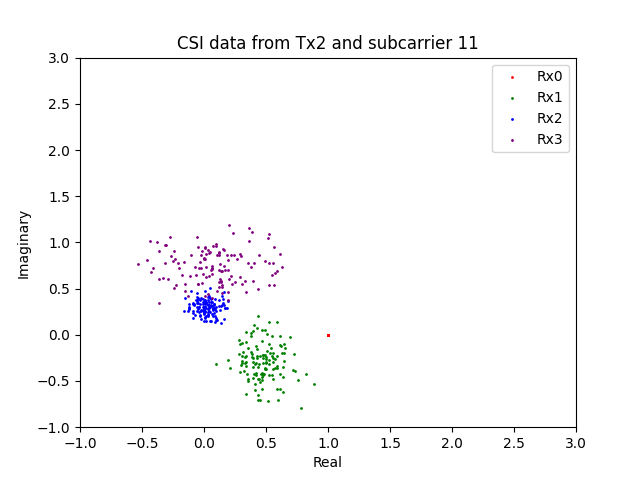 CSI data from Tx2 and subcarrier 11
Rx0
Rx1
Rx2
Rx3
3.0
2.5
2.0
1.5
1.0
0.5
0.0
−0.5
−1.0
Imaginary
−1.0 −0.5 0.0 0.5 1.0 1.5 2.0 2.5 3.0
Real